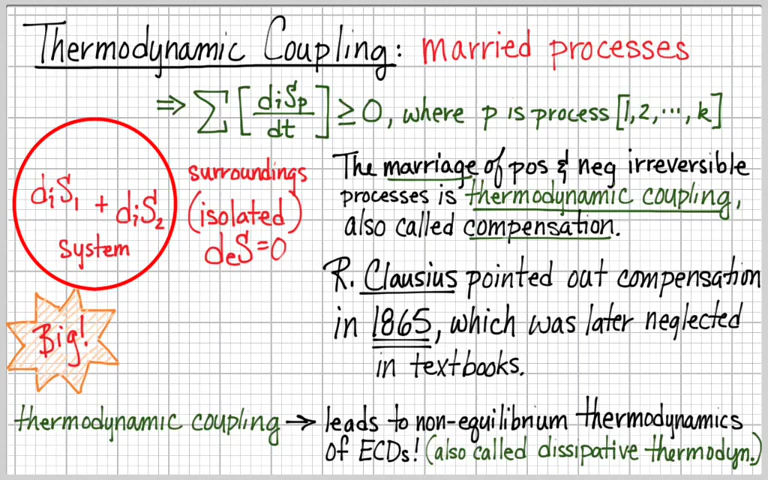 Thermodynamic Coupling: married processes
⇒ ∑ [diSp/dt] ≥ 0, where p is process [1,2,…,k]
diS1 + diS2
system
surroundings
(isolated)
deS=0
The marriage of pos & neg irreversible
processes is thermodynamic coupling,
also called compensation.
R. Clausius pointed out compensation
in 1865, which was later neglected
in textbooks.
Big!
thermodynamic coupling → leads to non-equilibrium thermodynamics
of ECDs! (also called dissipative thermodyn.)